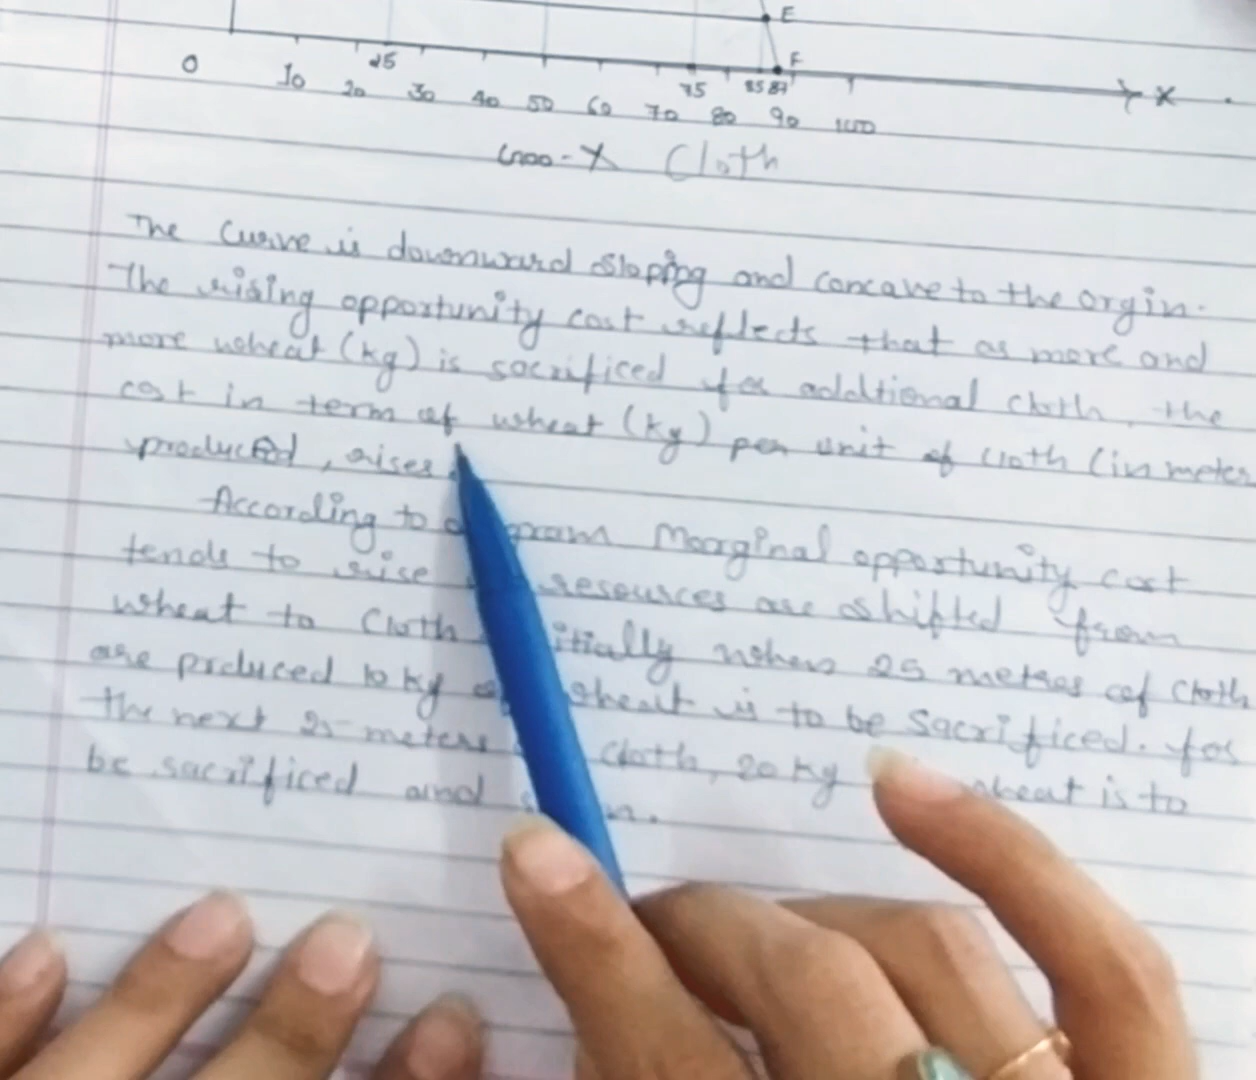 E
F
0 10 20 25 30 40 50 60 70 75 80 85 87 90 100 X
Goo-X Cloth
The curve is downward sloping and concave to the orgin.
The rising opportunity cost reflects that as more and
more wheat (kg) is sacrificed for addtional cloth, the
cost in term of wheat (kg) per unit of cloth (in meter
produced, rises
According to Marginal opportunity cost
tends to rise resources are shifted from
wheat to cloth when 25 metres of cloth
are prduced 10 kg is to be sacrificed. for
the next 25 meters cloth, 20 kg wheat is to
be sacrificed and